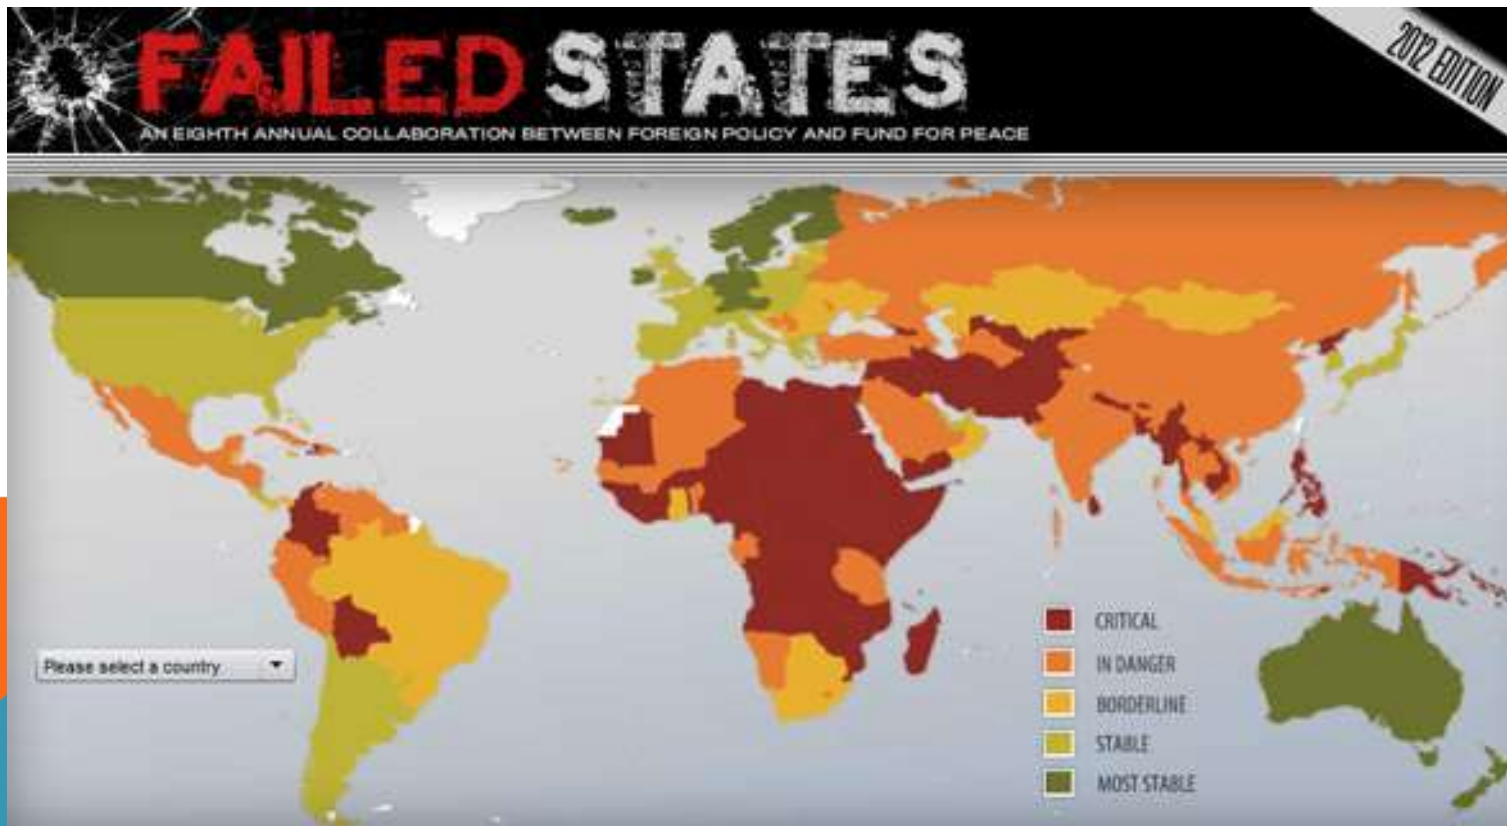 FAILED STATES
2012 EDITION
AN EIGHTH ANNUAL COLLABORATION BETWEEN FOREIGN POLICY AND FUND FOR PEACE
Please select a country
CRITICAL
IN DANGER
BORDERLINE
STABLE
MOST STABLE